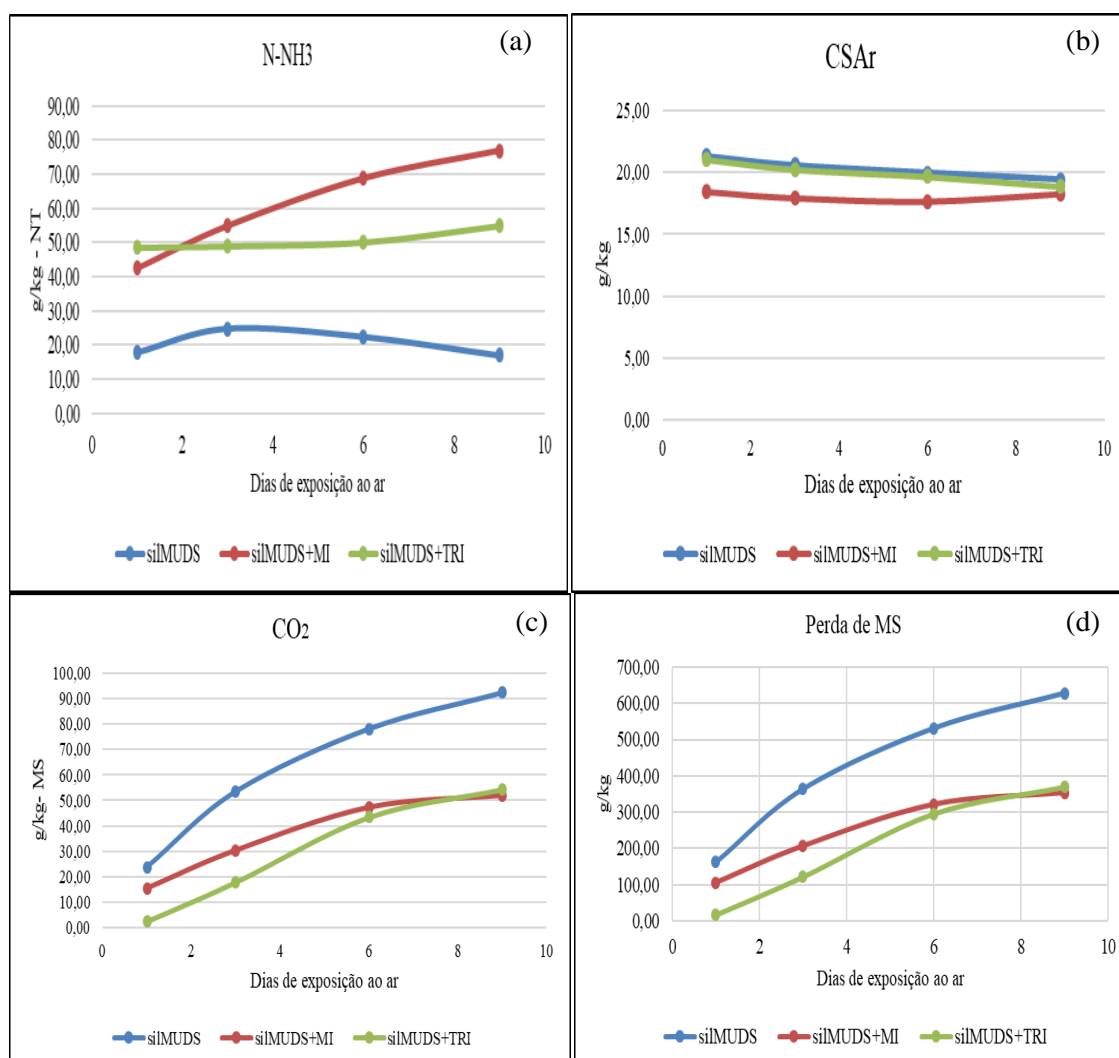 (a)
N-NH3
90,00
80,00
70,00
60,00
50,00
40,00
30,00
20,00
10,00
0,00
g/kg - NT
0 2 4 6 8 10
Dias de exposição ao ar
silMUDS silMUDS+MI silMUDS+TRI
(b)
CSAr
25,00
20,00
15,00
10,00
5,00
0,00
g/kg
0 2 4 6 8 10
Dias de exposição ao ar
silMUDS silMUDS+MI silMUDS+TRI
(c)
CO2
100,00
90,00
80,00
70,00
60,00
50,00
40,00
30,00
20,00
10,00
0,00
g/kg- MS
0 2 4 6 8 10
Dias de exposição ao ar
silMUDS silMUDS+MI silMUDS+TRI
(d)
Perda de MS
700,00
600,00
500,00
400,00
300,00
200,00
100,00
0,00
g/kg
0 2 4 6 8 10
Dias de exposição ao ar
silMUDS silMUDS+MI silMUDS+TRI